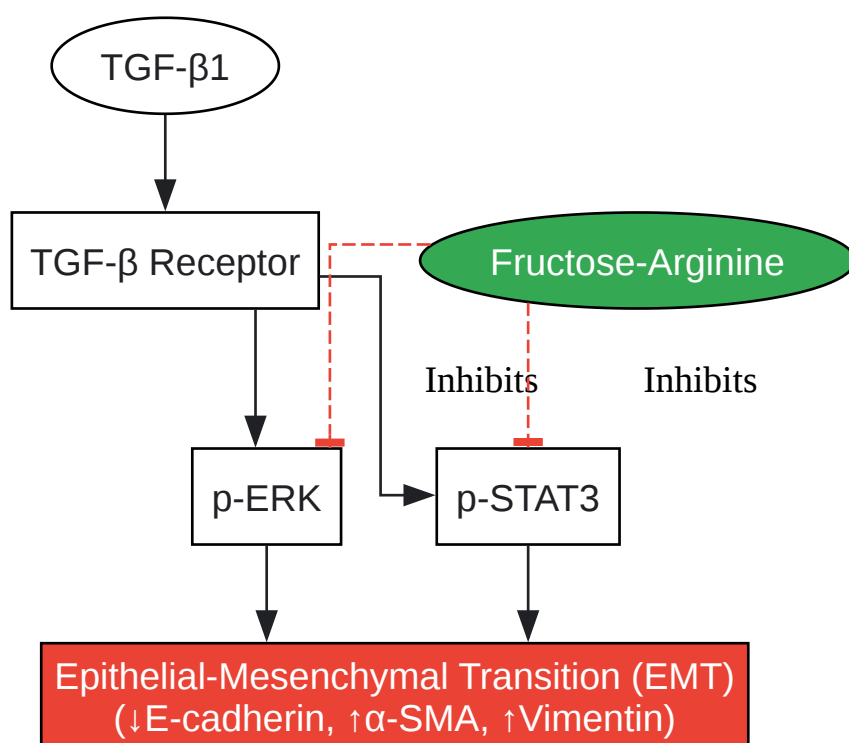 TGF-β1
TGF-β Receptor
Fructose-Arginine
Inhibits
Inhibits
p-ERK
p-STAT3
Epithelial-Mesenchymal Transition (EMT)
(↓E-cadherin, ↑α-SMA, ↑Vimentin)